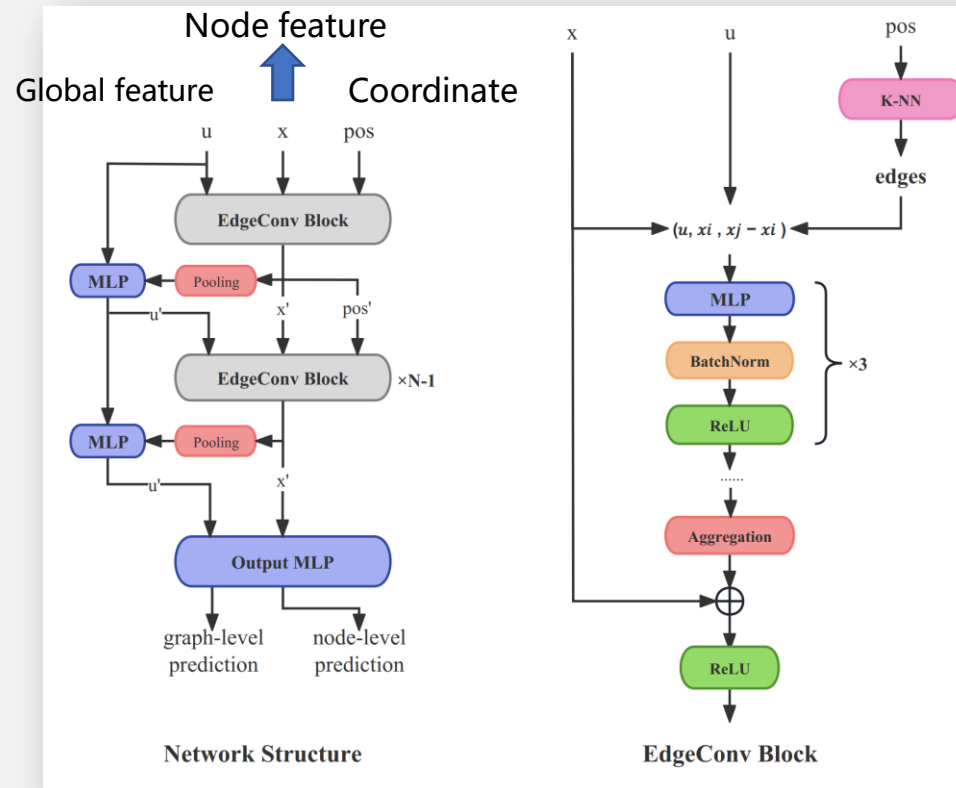 Node feature
Global feature
Coordinate
u x pos
EdgeConv Block
MLP
Pooling
u'
x'
pos'
EdgeConv Block
×N-1
MLP
Pooling
u'
x'
Output MLP
graph-level
prediction
node-level
prediction
Network Structure
x u pos
K-NN
edges
(u, xi , xj − xi )
MLP
BatchNorm
×3
ReLU
......
Aggregation
ReLU
EdgeConv Block